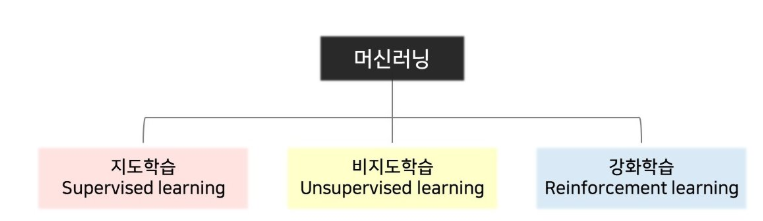 머신러닝
지도학습
Supervised learning
비지도학습
Unsupervised learning
강화학습
Reinforcement learning